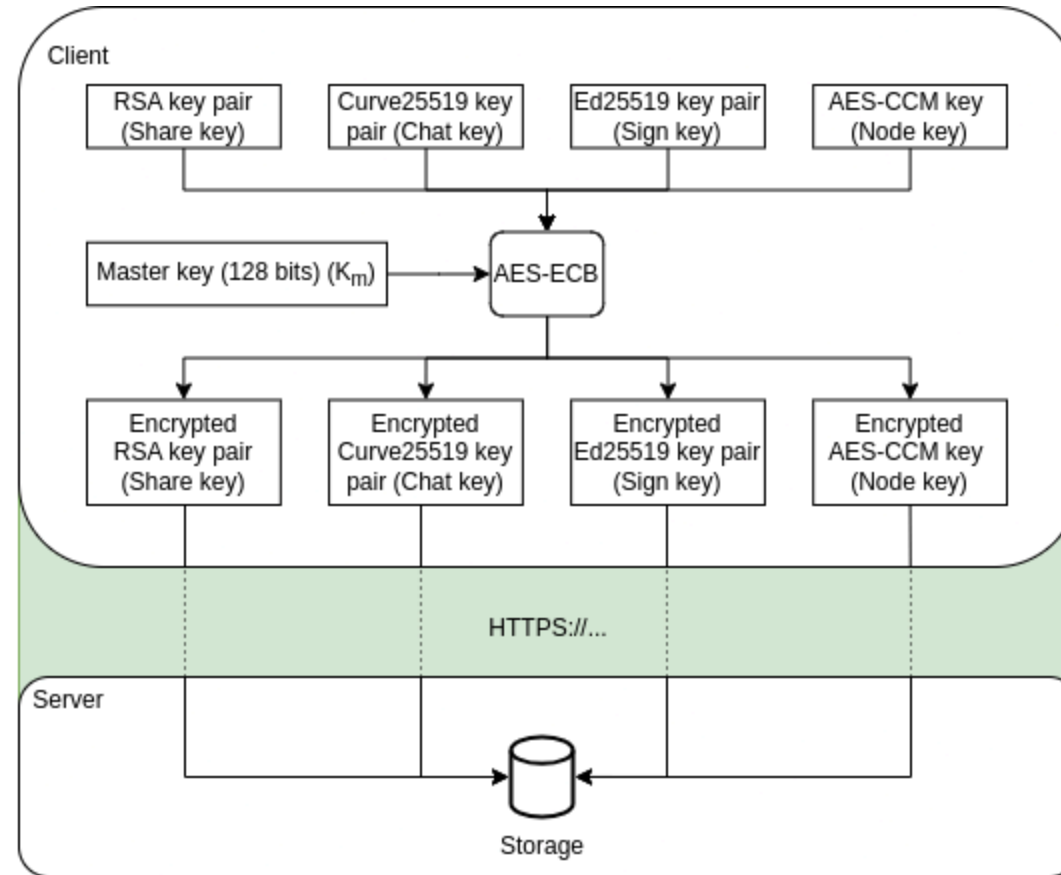 Client
RSA key pair
(Share key)
Curve25519 key
pair (Chat key)
Ed25519 key pair
(Sign key)
AES-CCM key
(Node key)
Master key (128 bits) (Km)
AES-ECB
Encrypted
RSA key pair
(Share key)
Encrypted
Curve25519 key
pair (Chat key)
Encrypted
Ed25519 key pair
(Sign key)
Encrypted
AES-CCM key
(Node key)
HTTPS://...
Server
Storage